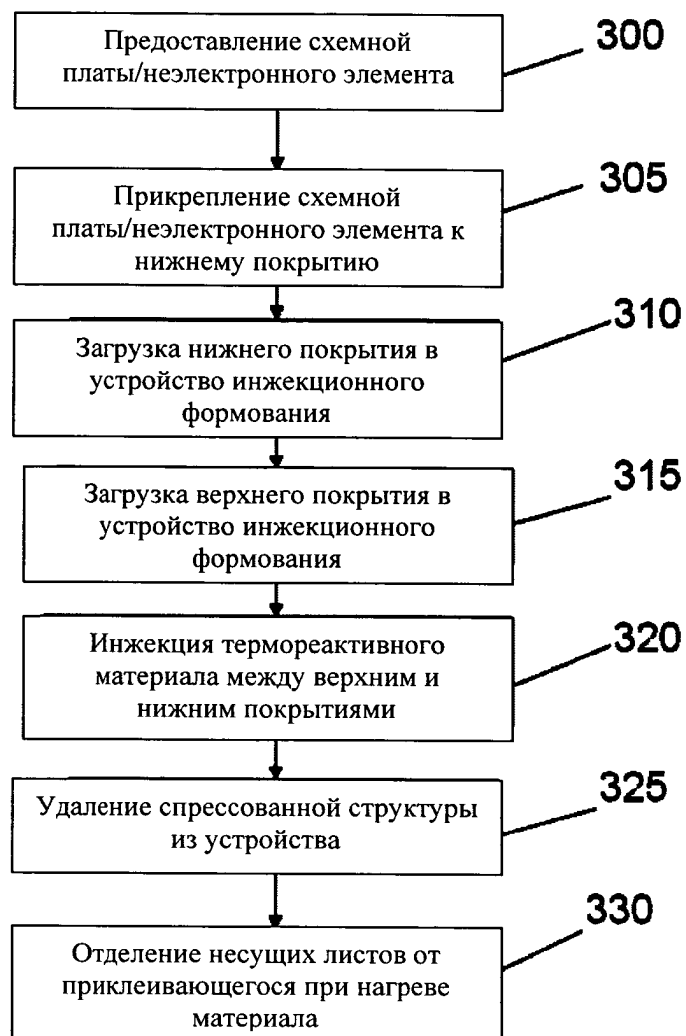 Предоставление схемной
платы/неэлектронного элемента
300
Прикрепление схемной
платы/неэлектронного элемента к
нижнему покрытию
305
Загрузка нижнего покрытия в
устройство инжекционного
формования
310
Загрузка верхнего покрытия в
устройство инжекционного
формования
315
Инжекция термореактивного
материала между верхним и
нижним покрытиями
320
Удаление спрессованной структуры
из устройства
325
Отделение несущих листов от
приклеивающегося при нагреве
материала
330